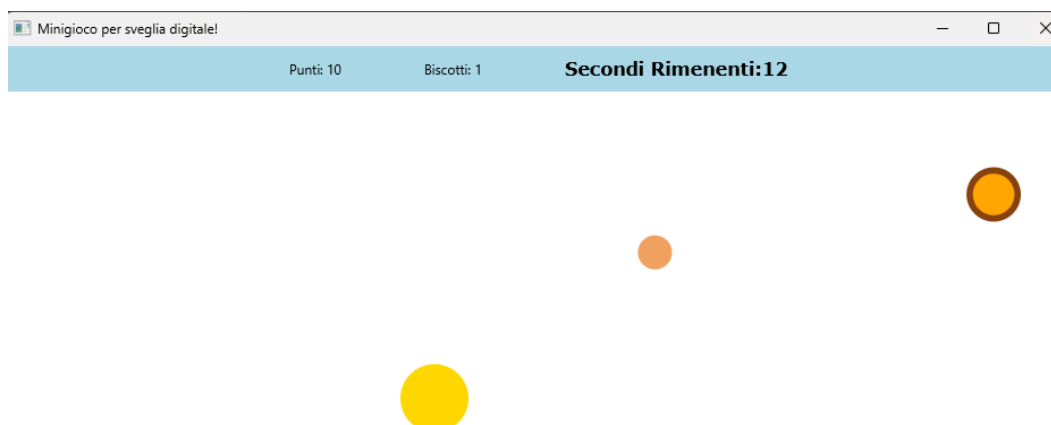 Minigioco per sveglia digitale!
Punti: 10 Biscotti: 1 Secondi Rimenenti:12